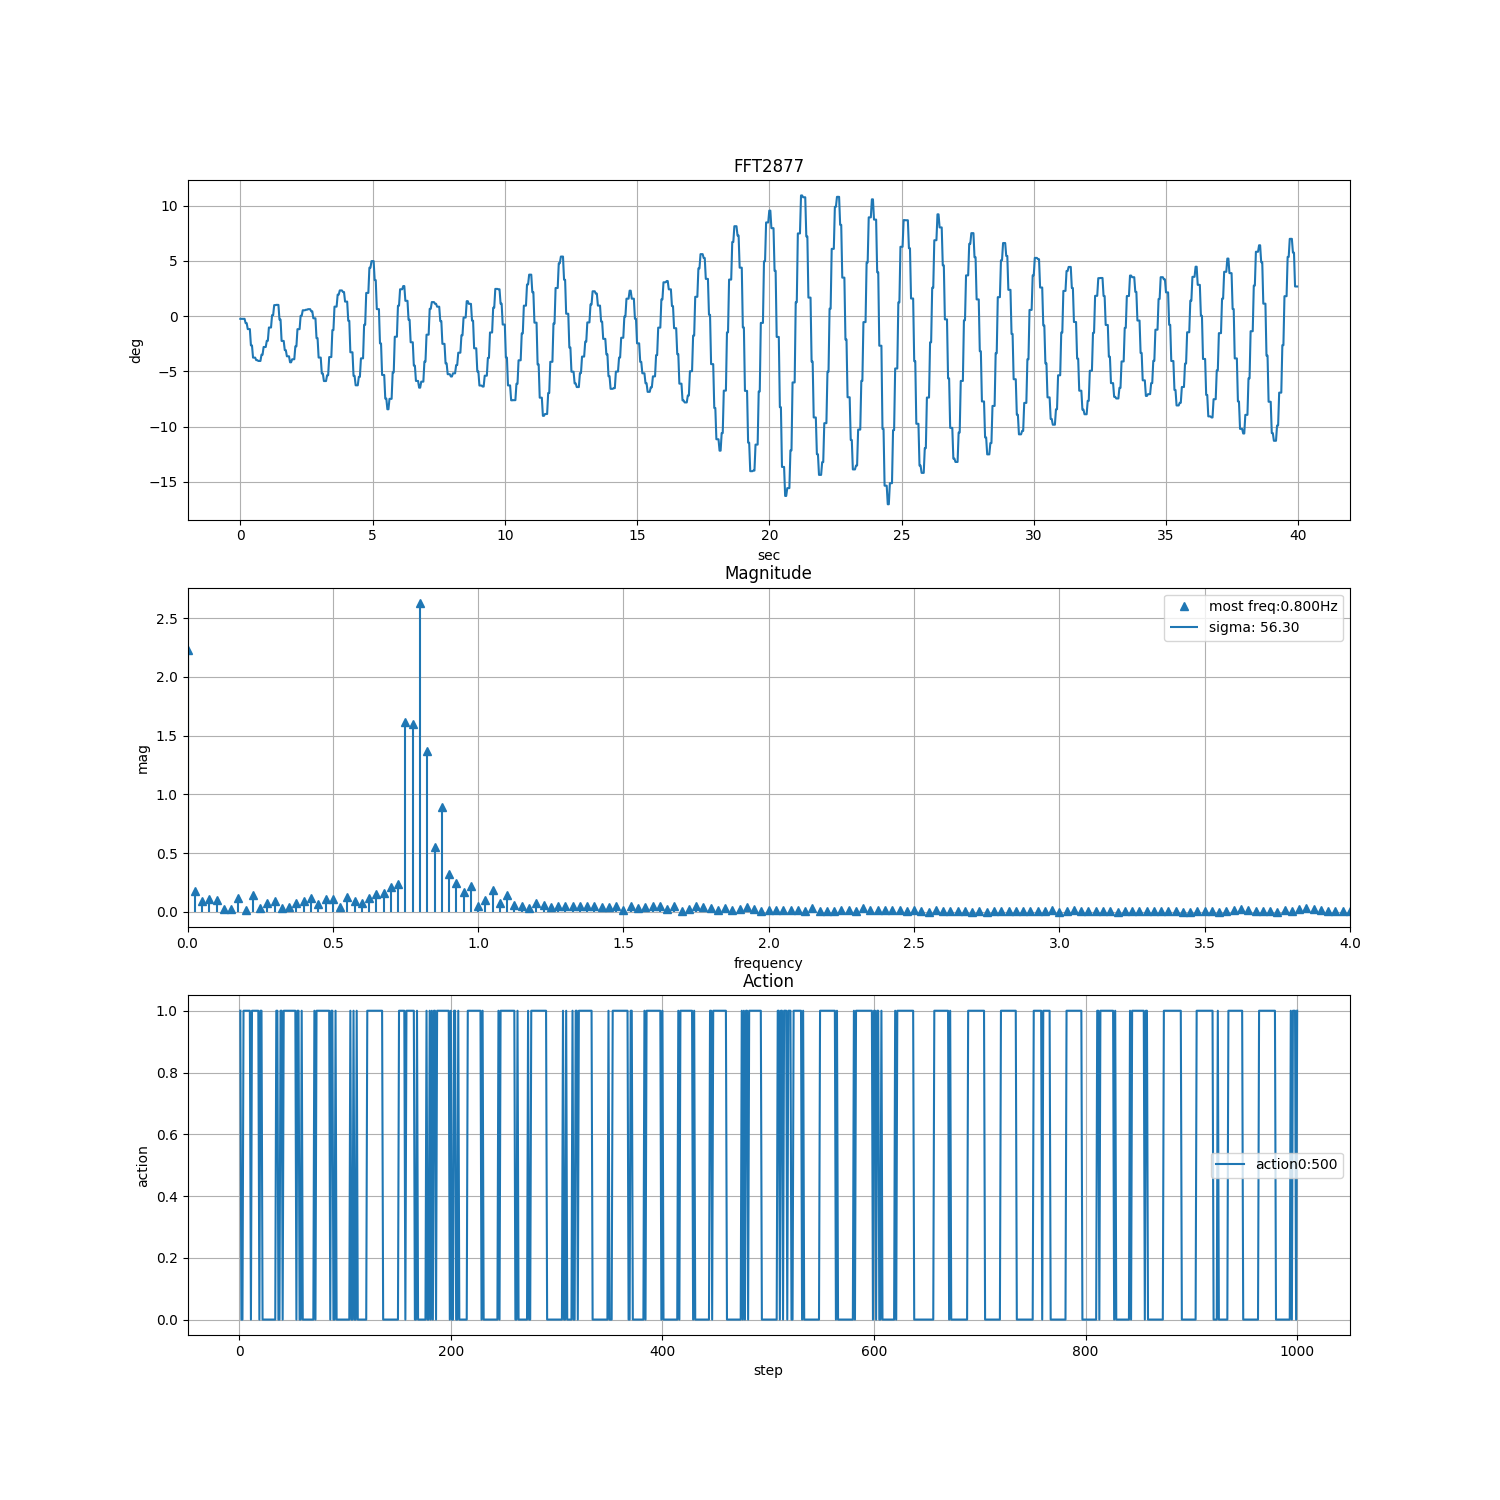 FFT2877
deg
10
5
0
−5
−10
−15
0 5 10 15 20 25 30 35 40
sec
Magnitude
mag
2.5
2.0
1.5
1.0
0.5
0.0
most freq:0.800Hz
sigma: 56.30
0.0 0.5 1.0 1.5 2.0 2.5 3.0 3.5 4.0
frequency
Action
action
1.0
0.8
0.6
0.4
0.2
0.0
action0:500
0 200 400 600 800 1000
step